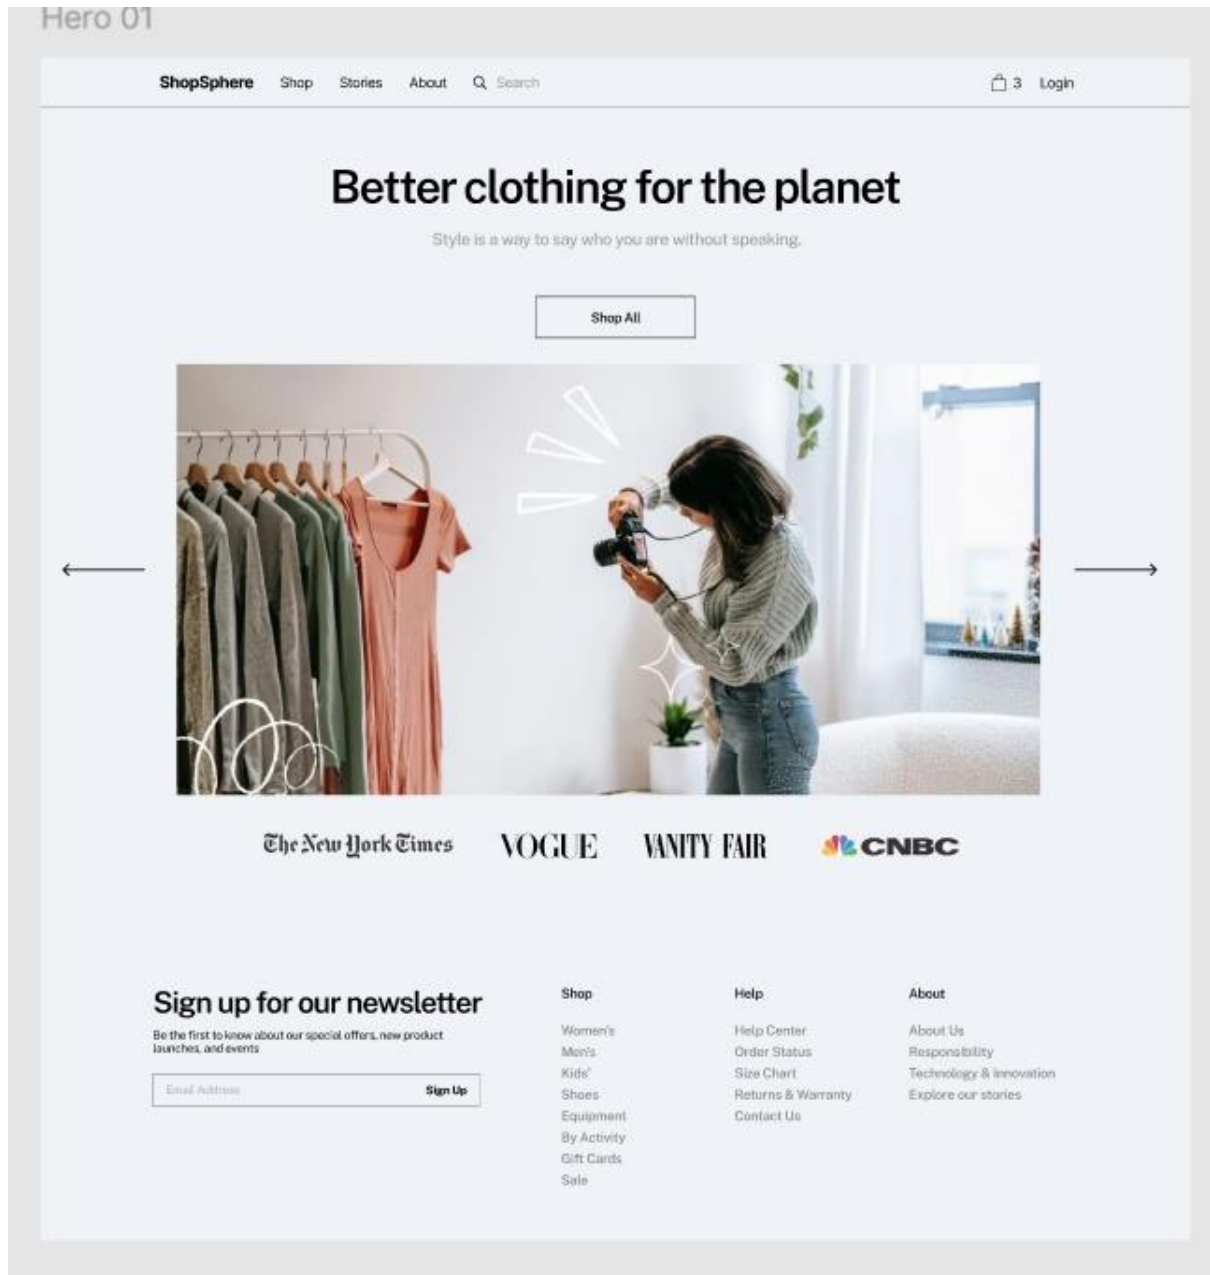 Hero 01
ShopSphere Shop Stories About Search 3 Login
Better clothing for the planet
Style is a way to say who you are without speaking.
Shop All
The New York Times VOGUE VANITY FAIR CNBC
Sign up for our newsletter
Be the first to know about our special offers, new product
launches, and events
Email Address Sign Up
Shop
Women's
Men's
Kids'
Shoes
Equipment
By Activity
Gift Cards
Sale
Help
Help Center
Order Status
Size Chart
Returns & Warranty
Contact Us
About
About Us
Responsibility
Technology & Innovation
Explore our stories